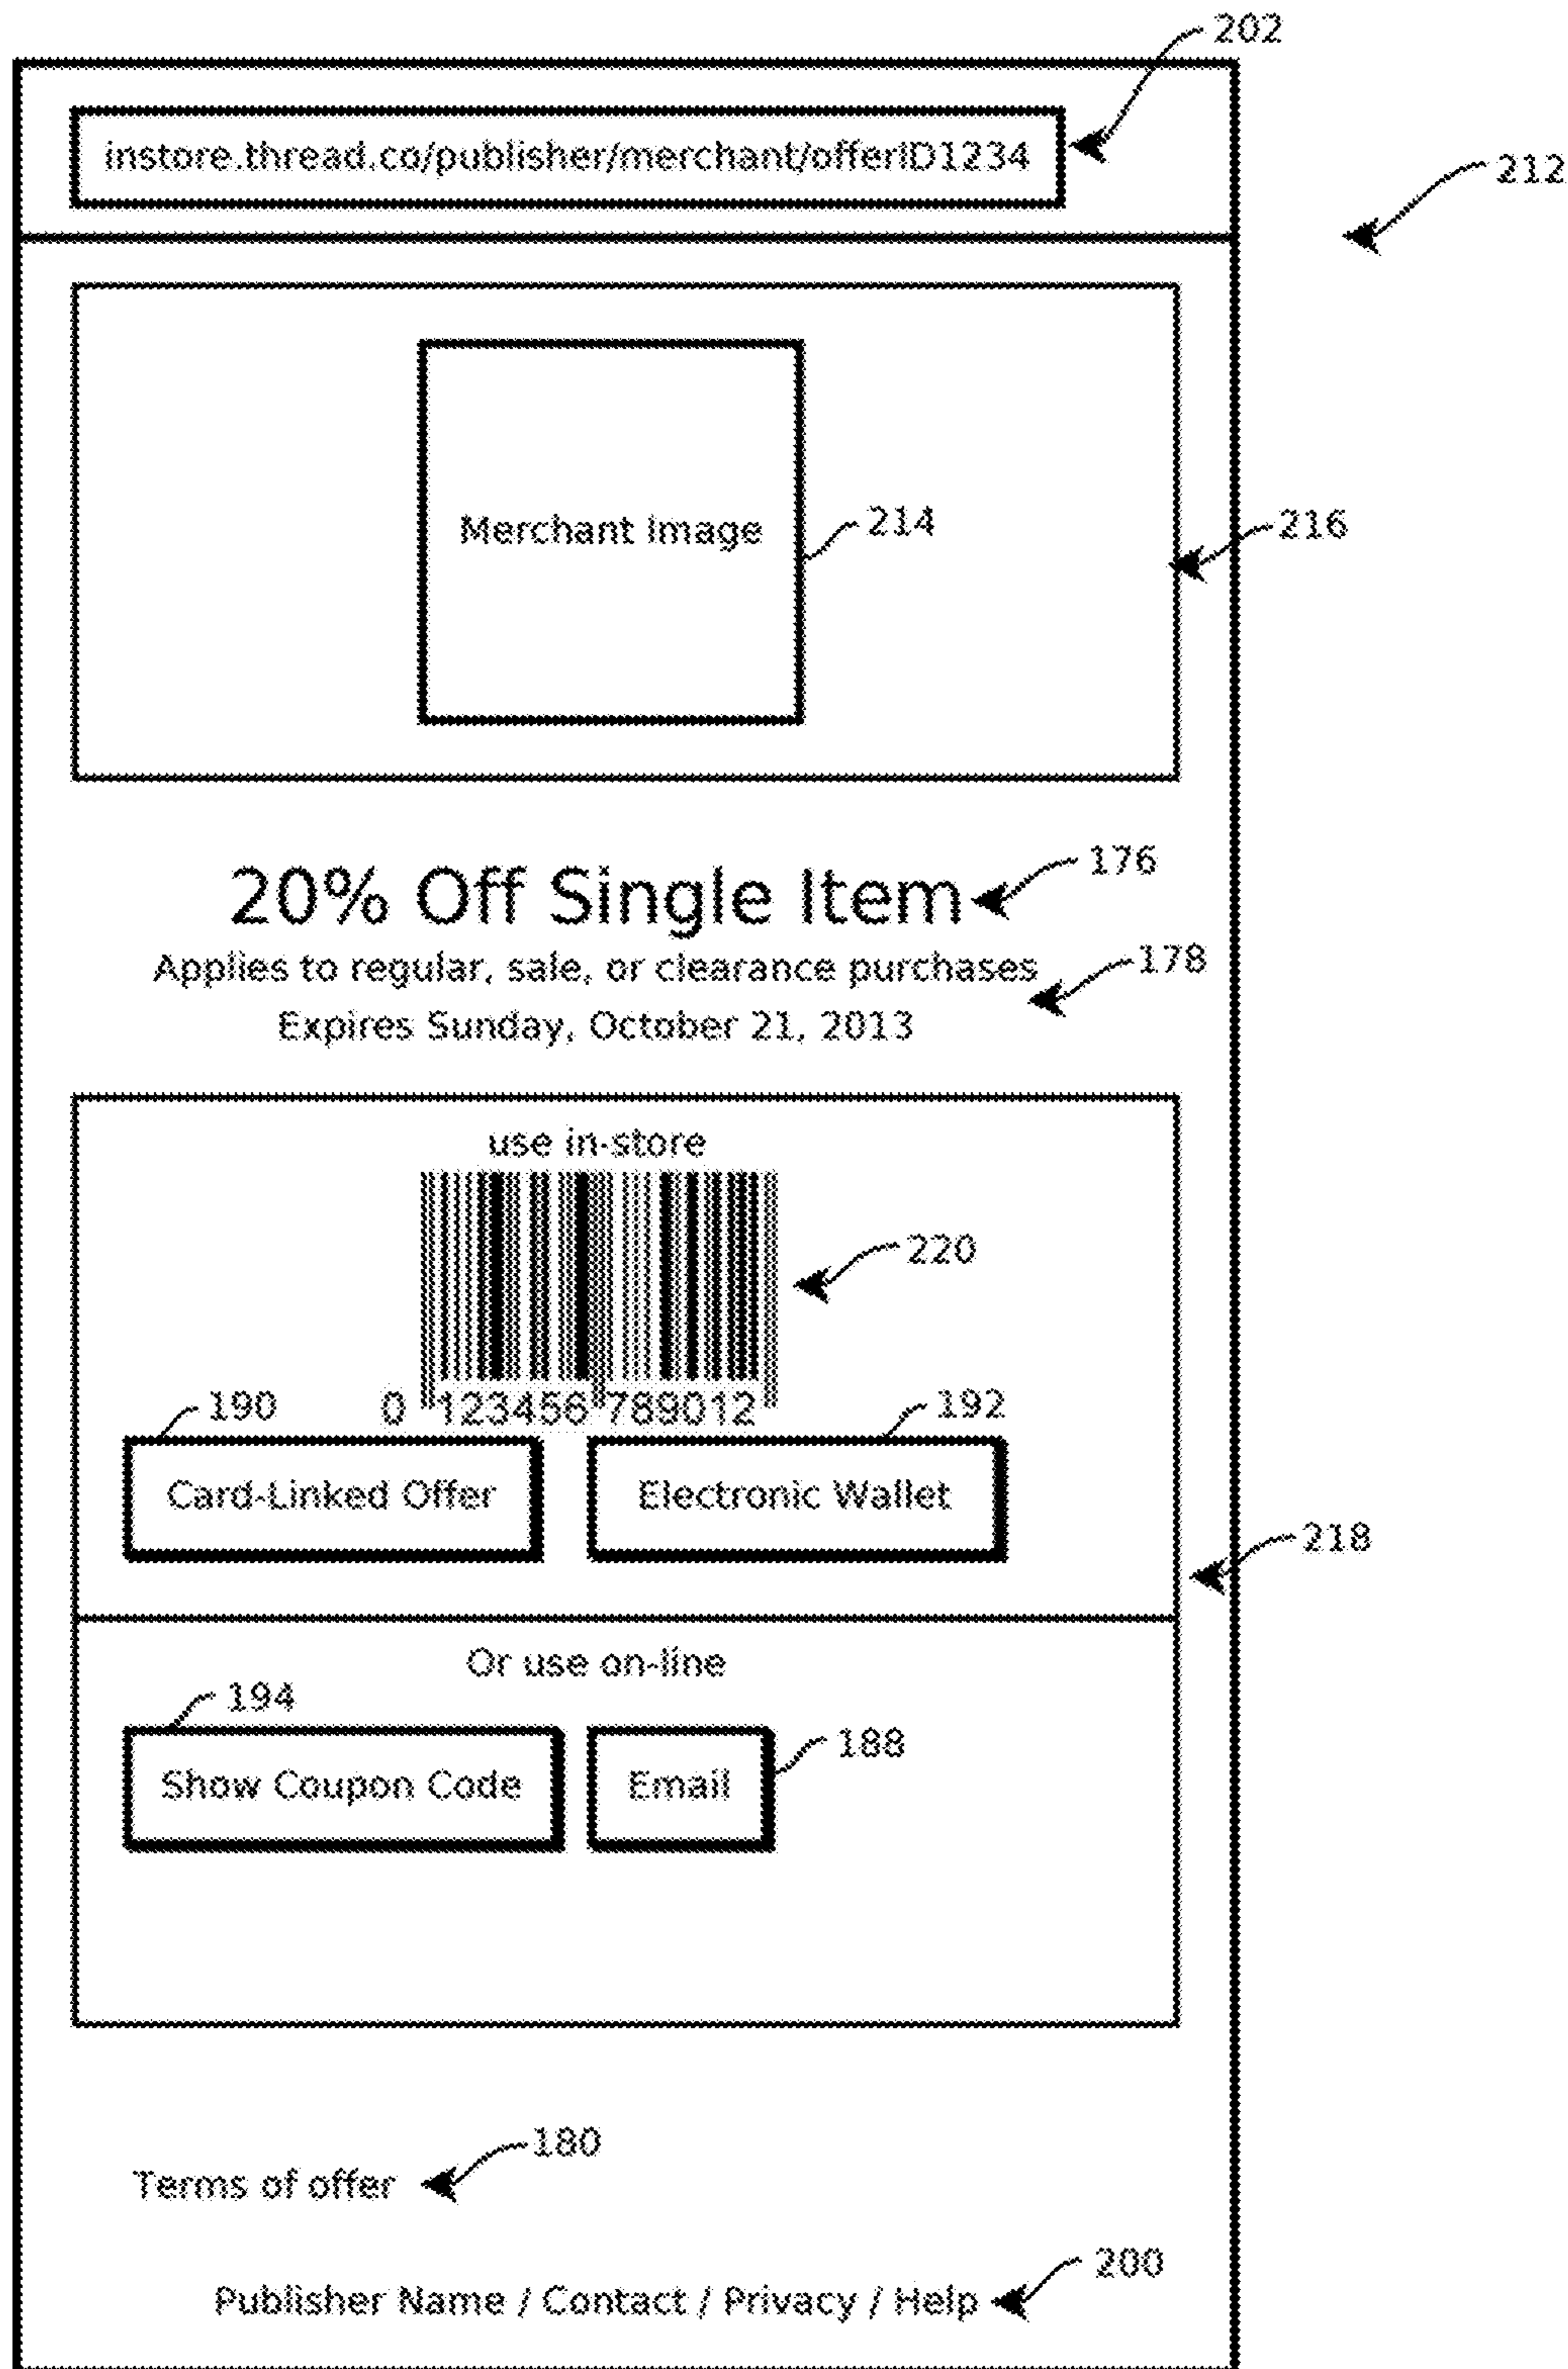 202
instore.thread.co/publisher/merchant/offerID1234
212
Merchant Image
214
216
20% Off Single Item
176
Applies to regular, sale, or clearance purchases
178
Expires Sunday, October 21, 2013
use in-store
220
0 123456 789012
190
192
Card-Linked Offer
Electronic Wallet
218
Or use on-line
194
188
Show Coupon Code
Email
180
Terms of offer
200
Publisher Name / Contact / Privacy / Help